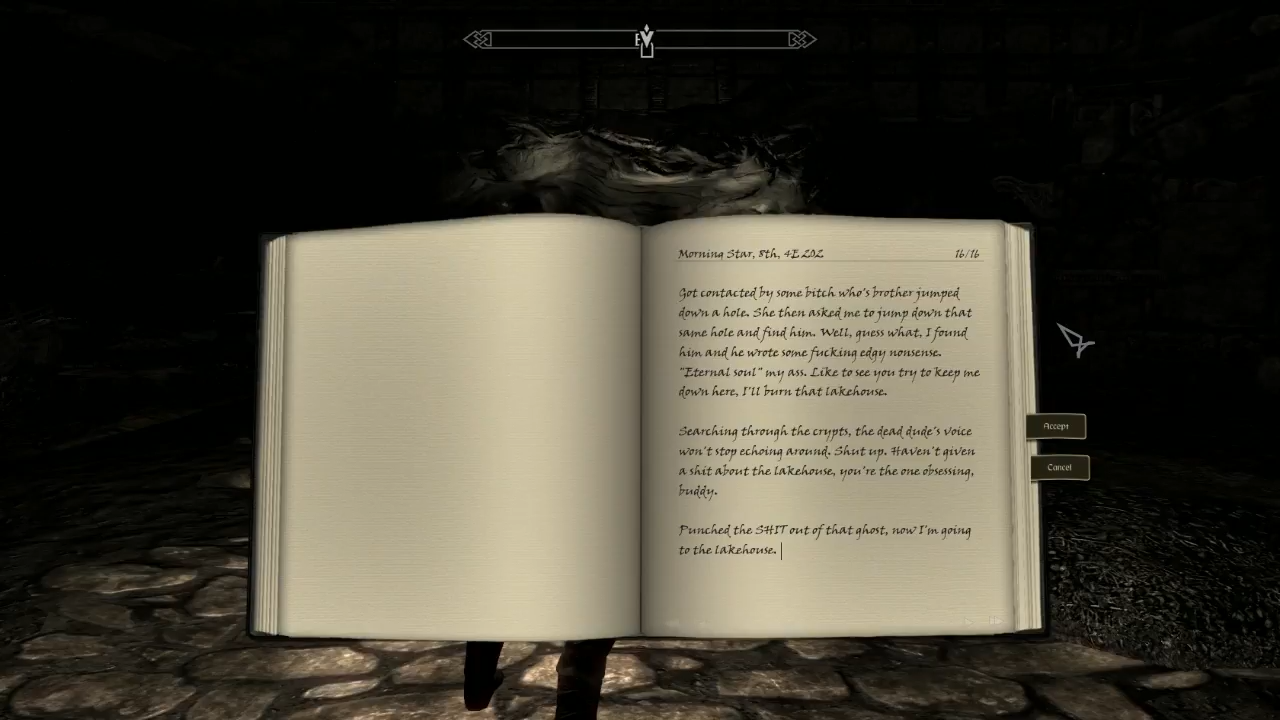 E
Morning Star, 8th, 4E 202 16/16
Got contacted by some bitch who's brother jumped
down a hole. She then asked me to jump down that
same hole and find him. Well, guess what, I found
him and he wrote some fucking edgy nonsense.
"Eternal soul" my ass. Like to see you try to keep me
down here, I'll burn that lakehouse.
Searching through the crypts, the dead dude's voice
won't stop echoing around. Shut up. Haven't given
a shit about the lakehouse, you're the one obsessing,
buddy.
Punched the SHIT out of that ghost, now I'm going
to the lakehouse.
Accept
Cancel